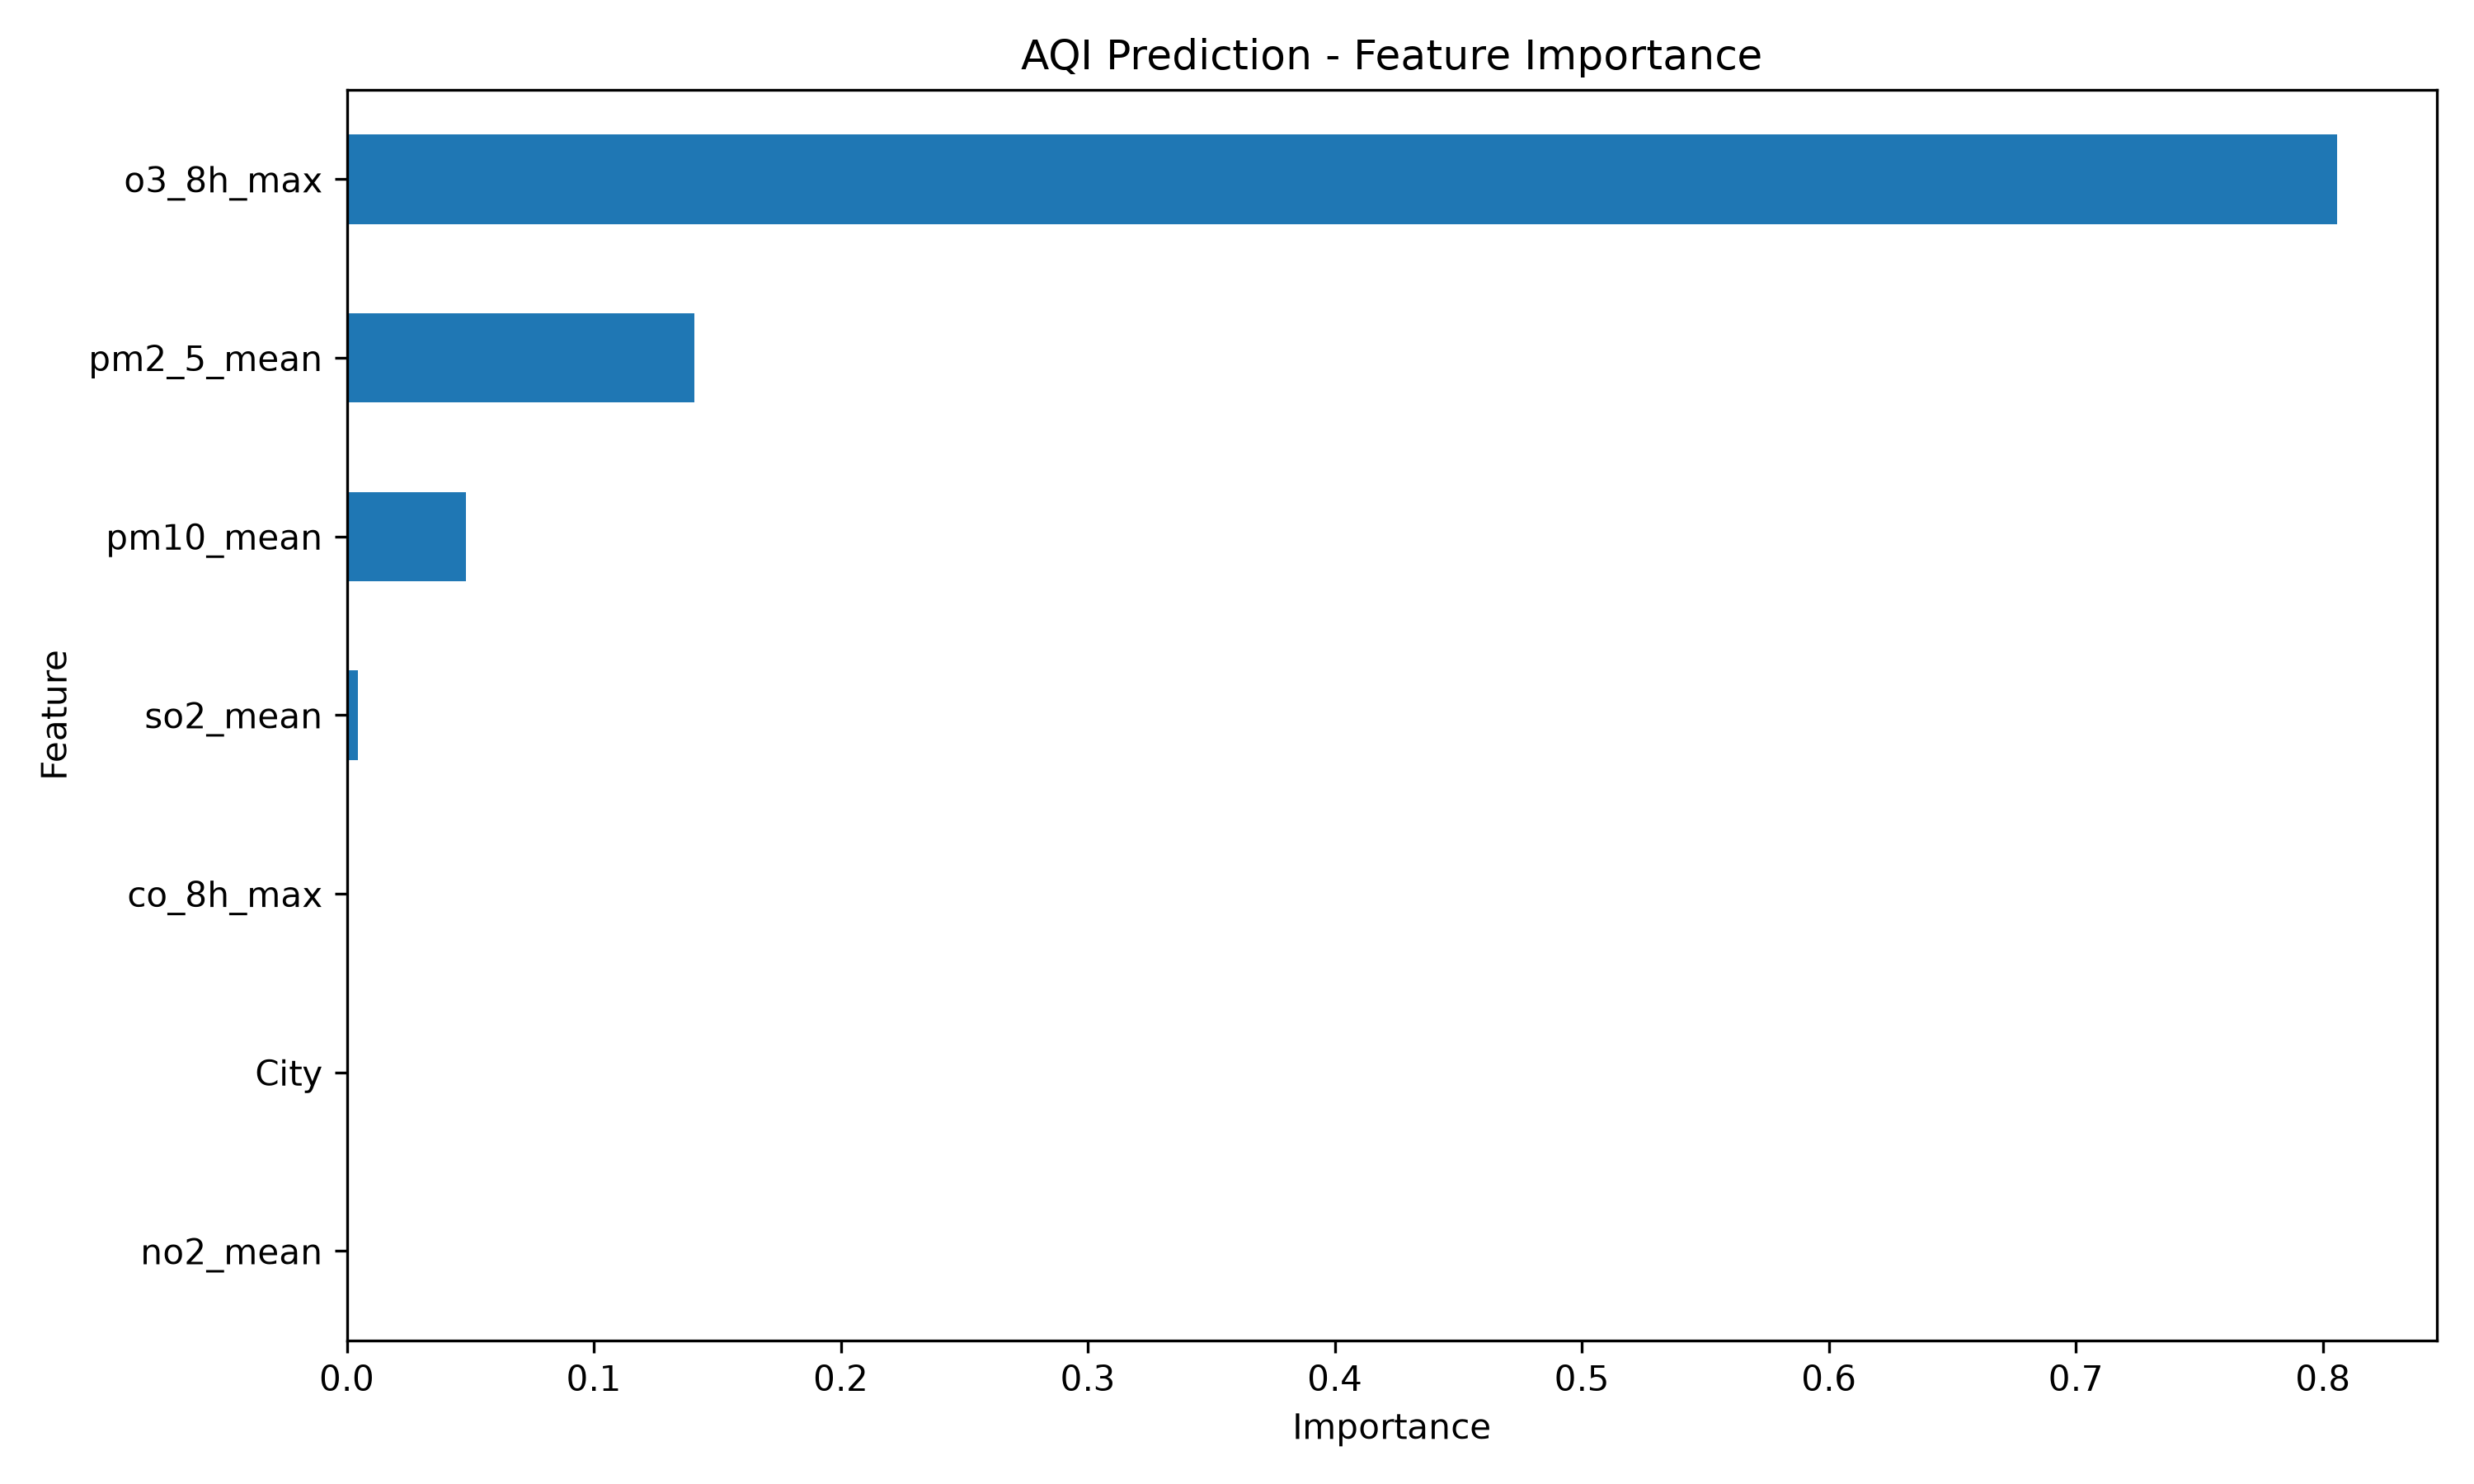 AQI Prediction - Feature Importance
o3_8h_max
pm2_5_mean
pm10_mean
so2_mean
co_8h_max
City
no2_mean
Feature
0.0 0.1 0.2 0.3 0.4 0.5 0.6 0.7 0.8
Importance